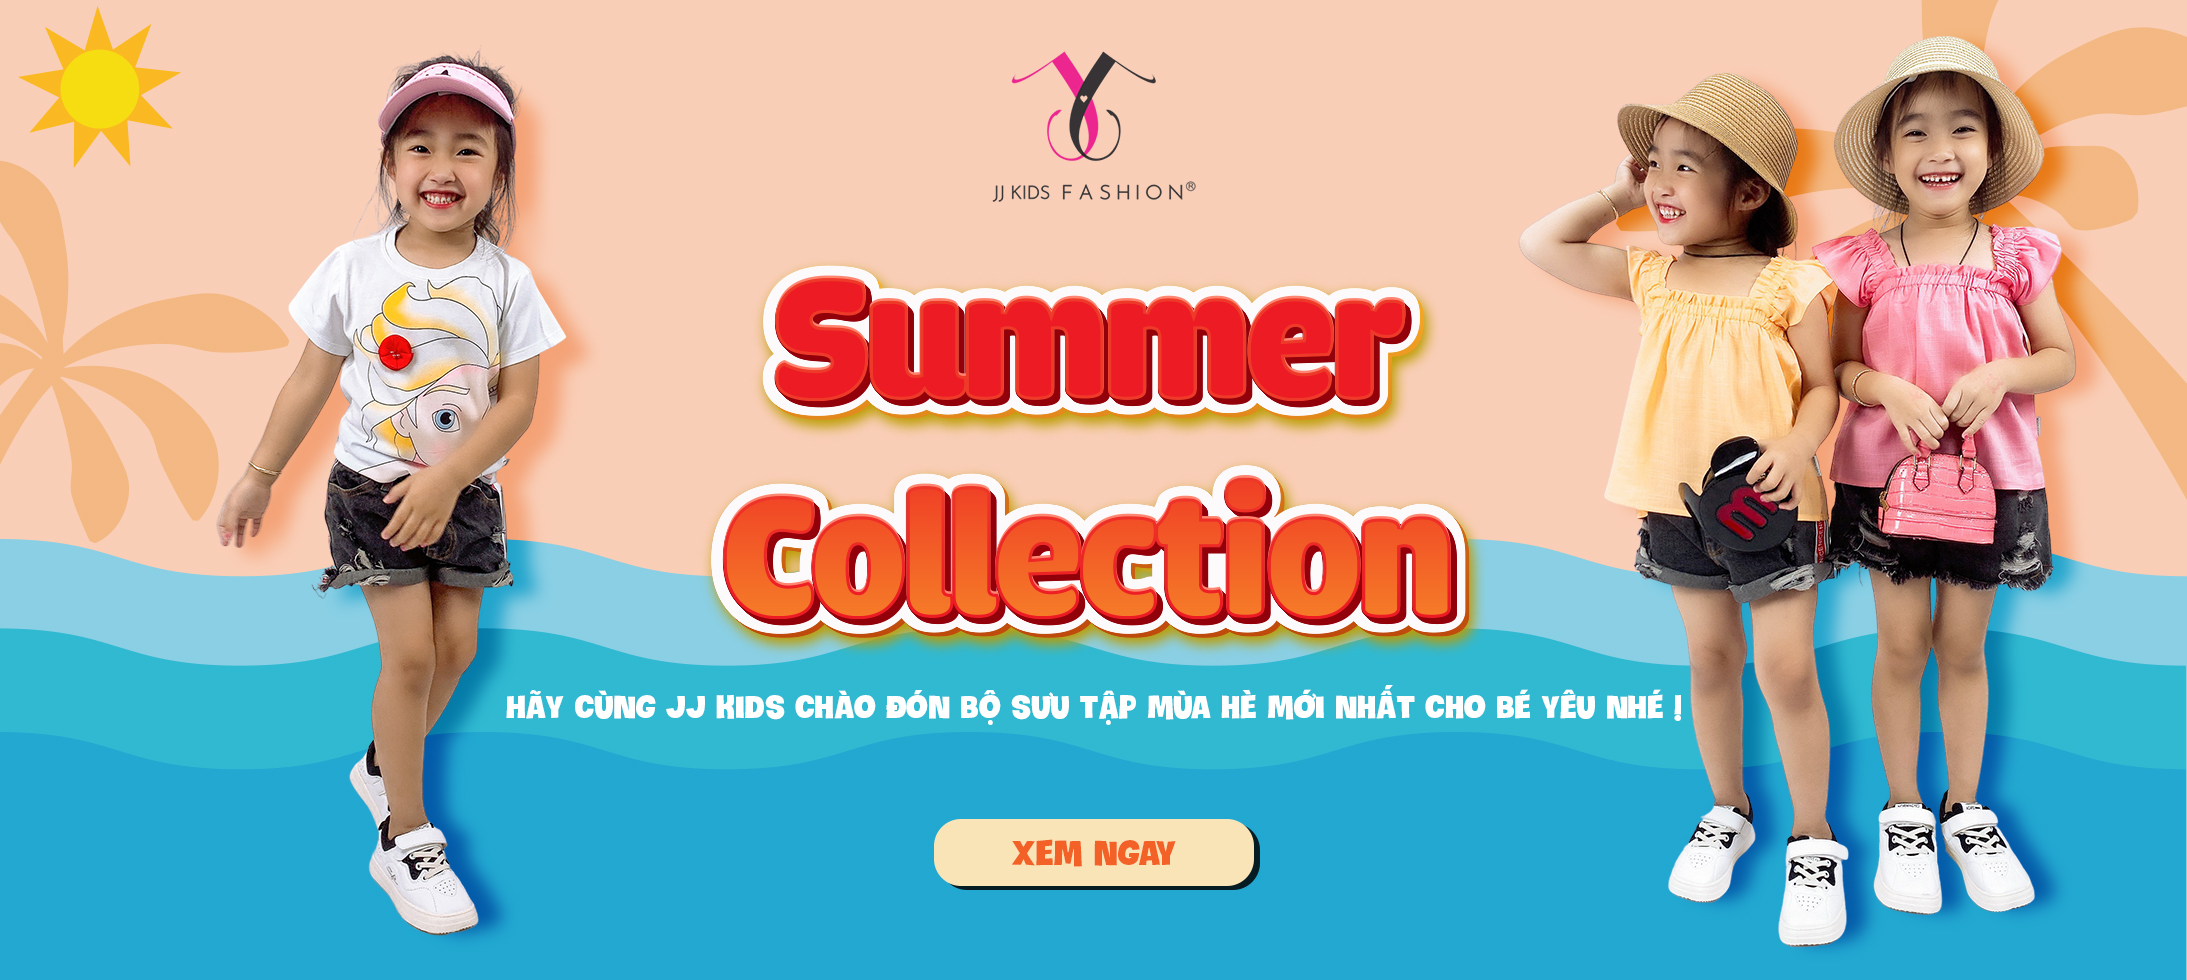 JJ KIDS FASHION®
Summer
Collection
HÃY CÙNG JJ KIDS CHÀO ĐÓN BỘ SƯU TẬP MÙA HÈ MỚI NHẤT CHO BÉ YÊU NHÉ !
XEM NGAY